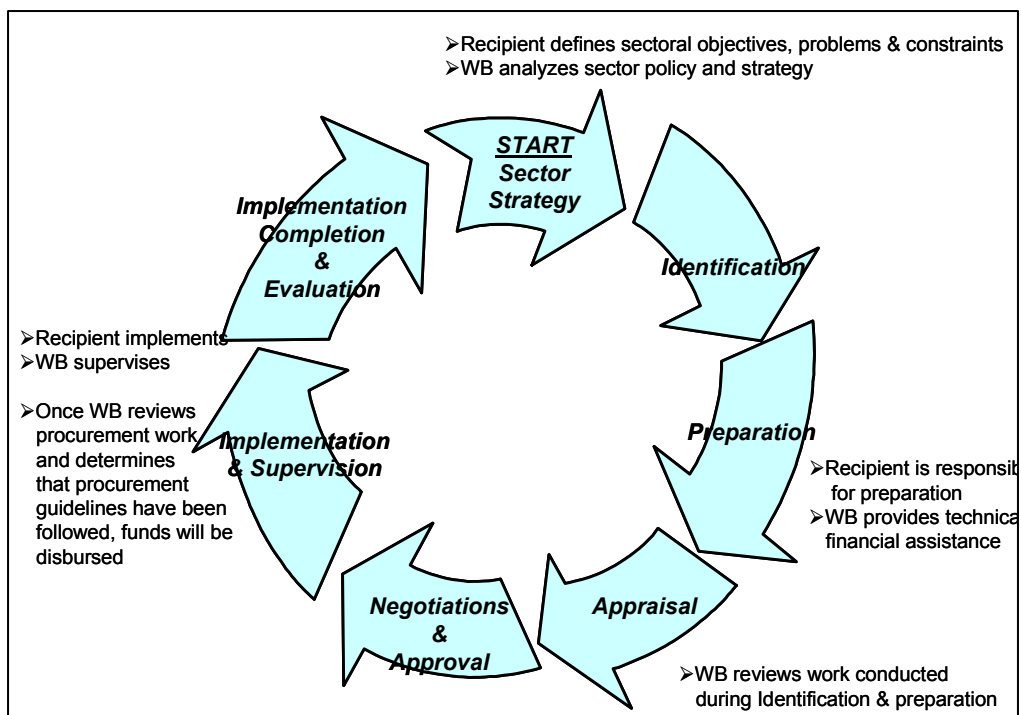 ➢Recipient defines sectoral objectives, problems & constraints
➢WB analyzes sector policy and strategy
START
Sector
Strategy
Identification
Preparation
➢Recipient is responsib
for preparation
➢WB provides technica
financial assistance
Appraisal
➢WB reviews work conducted
during Identification & preparation
Negotiations
&
Approval
Implementation
& Supervision
➢Recipient implements
➢WB supervises
➢Once WB reviews
procurement work
and determines
that procurement
guidelines have been
followed, funds will be
disbursed
Implementation
Completion
&
Evaluation